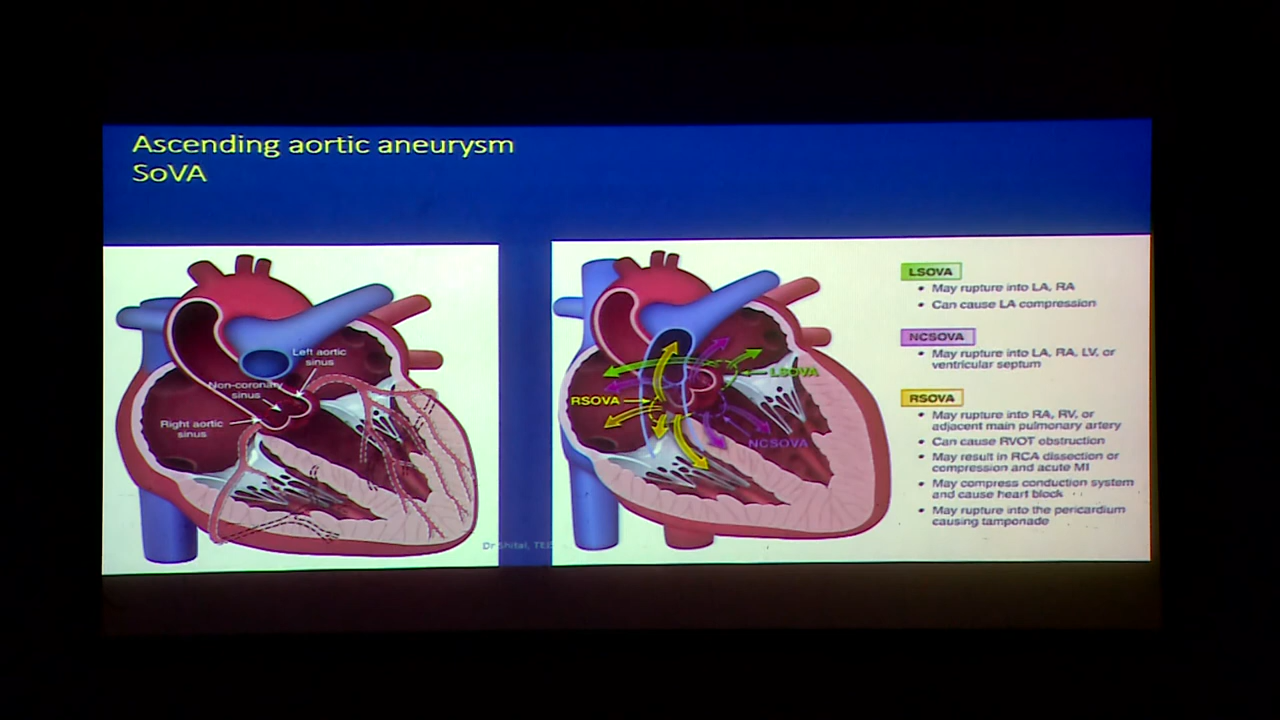 Ascending aortic aneurysm
SoVA
Left aortic
sinus
Non-coronary
sinus
Right aortic
sinus
Dr Shital,
RSOVA
LSOVA
NCSOVA
LSOVA
• May rupture into LA, RA
• Can cause LA compression
NCSOVA
• May rupture into LA, RA, LV, or
ventricular septum
RSOVA
• May rupture into RA, RV, or
adjacent main pulmonary artery
• Can cause RVOT obstruction
• May result in RCA dissection or
compression and acute MI
• May compress conduction system
and cause heart block
• May rupture into the pericardium
causing tamponade